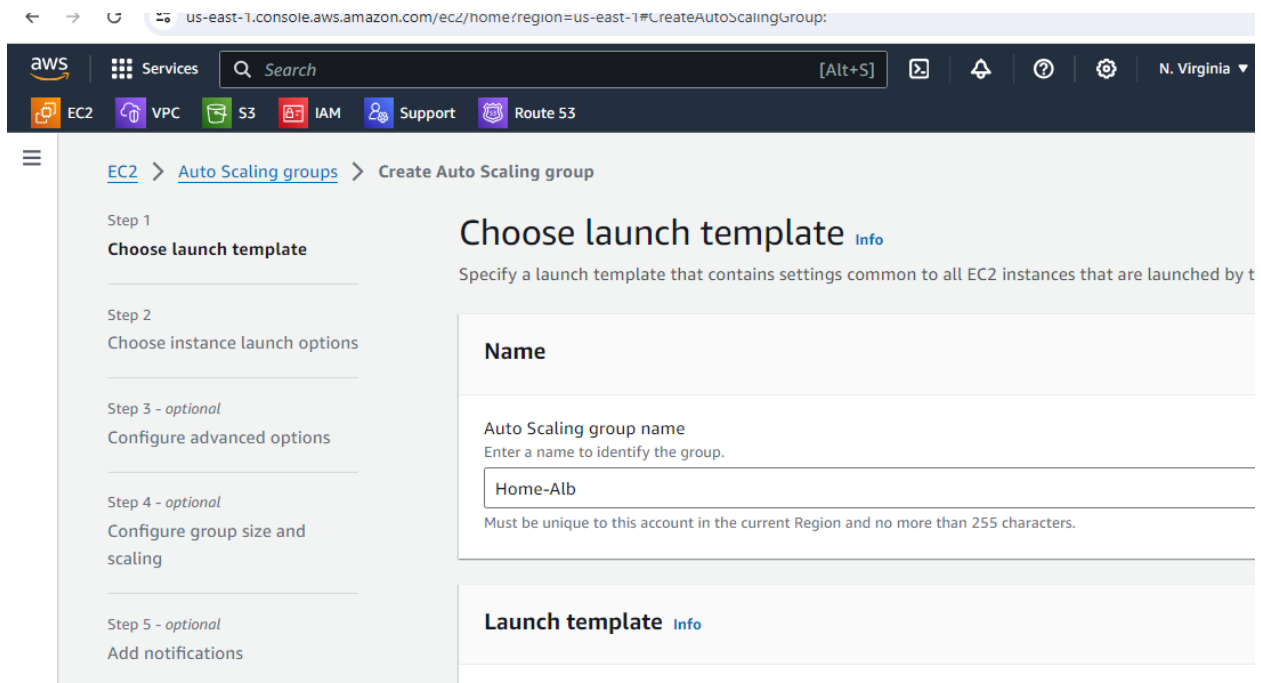 us-east-1.console.aws.amazon.com/ec2/home?region=us-east-1#CreateAutoScalingGroup:
aws Services Search [Alt+S] N. Virginia
EC2 VPC S3 IAM Support Route 53
EC2 > Auto Scaling groups > Create Auto Scaling group
Step 1
Choose launch template
Step 2
Choose instance launch options
Step 3 - optional
Configure advanced options
Step 4 - optional
Configure group size and
scaling
Step 5 - optional
Add notifications
Choose launch template Info
Specify a launch template that contains settings common to all EC2 instances that are launched by t
Name
Auto Scaling group name
Enter a name to identify the group.
Home-Alb
Must be unique to this account in the current Region and no more than 255 characters.
Launch template Info